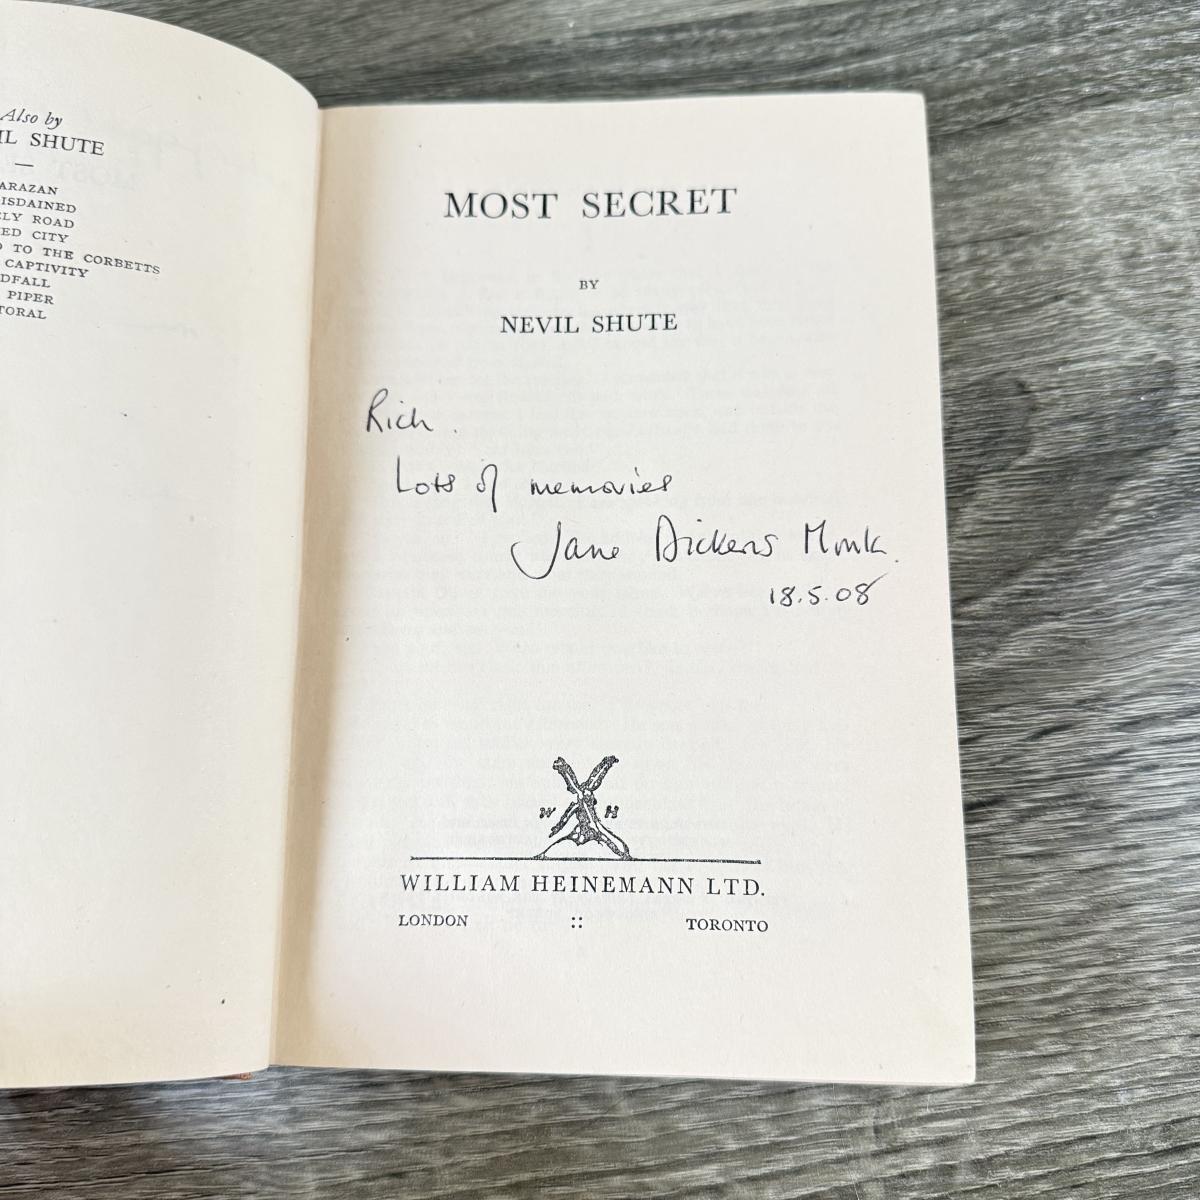 Also by
IL SHUTE
ARAZAN
ISDAINED
ELY ROAD
ED CITY
O TO THE CORBETTS
CAPTIVITY
DFALL
PIPER
TORAL
MOST SECRET
BY
NEVIL SHUTE
Rich.
Lots of memories
Jane Dickens Monk.
18.5.08
W H
WILLIAM HEINEMANN LTD.
LONDON :: TORONTO